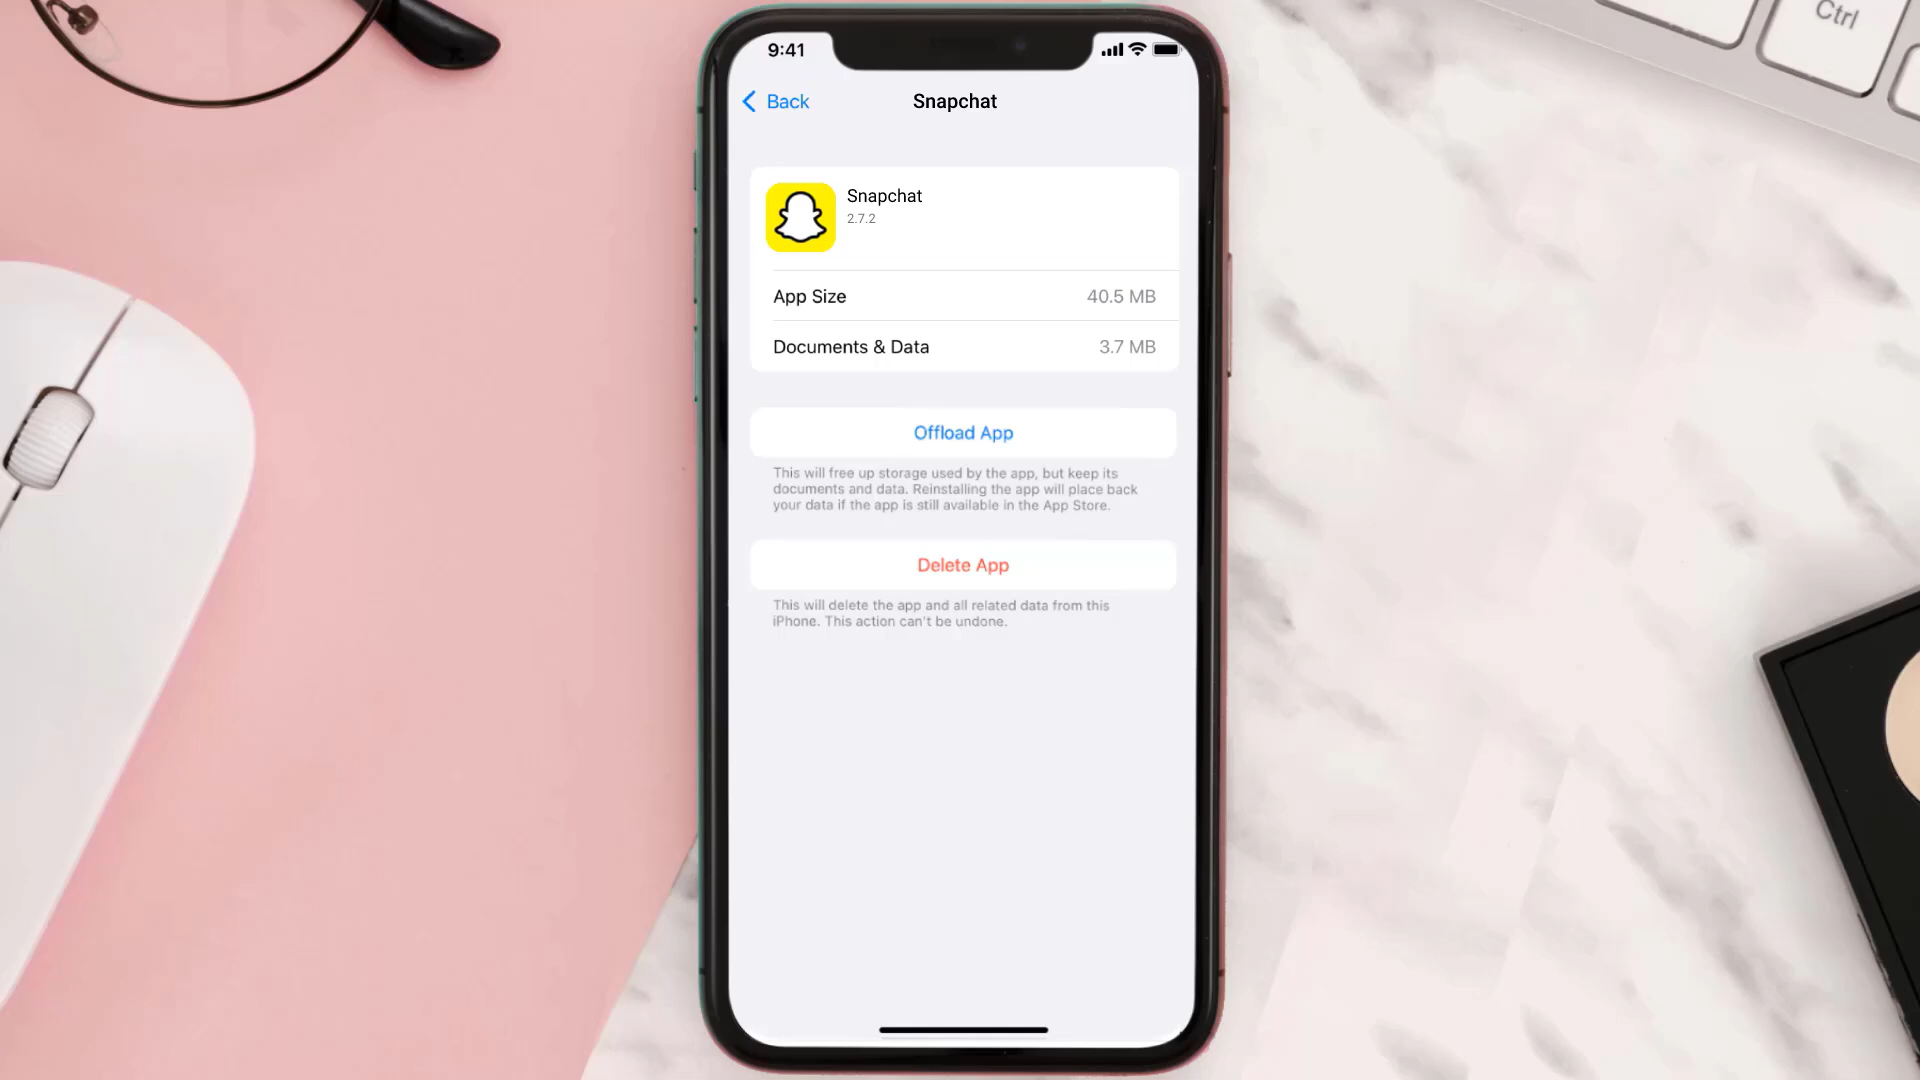 Ctrl
9:41
Back
Snapchat
Snapchat
2.7.2
App Size
40.5 MB
Documents & Data
3.7 MB
Offload App
This will free up storage used by the app, but keep its
documents and data. Reinstalling the app will place back
your data if the app is still available in the App Store.
Delete App
This will delete the app and all related data from this
iPhone. This action can't be undone.